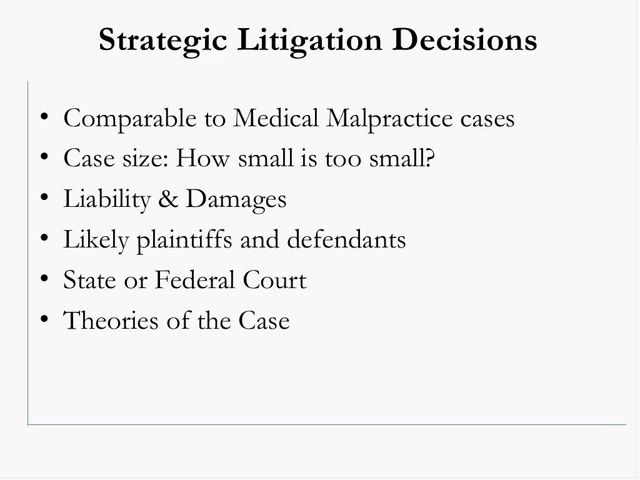 Strategic Litigation Decisions
• Comparable to Medical Malpractice cases
• Case size: How small is too small?
• Liability & Damages
• Likely plaintiffs and defendants
• State or Federal Court
• Theories of the Case